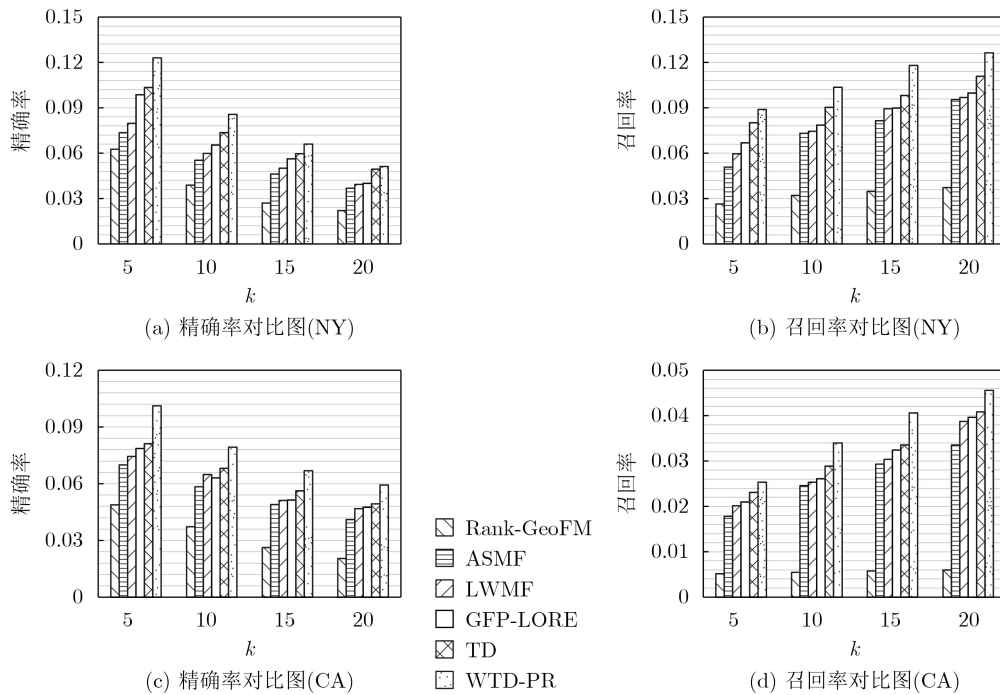 0.15
0.12
0.09
0.06
0.03
0
精确率
5 10 15 20
k
(a) 精确率对比图(NY)
0.15
0.12
0.09
0.06
0.03
0
召回率
5 10 15 20
k
(b) 召回率对比图(NY)
0.12
0.09
0.06
0.03
0
精确率
5 10 15 20
k
(c) 精确率对比图(CA)
Rank-GeoFM
ASMF
LWMF
GFP-LORE
TD
WTD-PR
0.05
0.04
0.03
0.02
0.01
0
召回率
5 10 15 20
k
(d) 召回率对比图(CA)